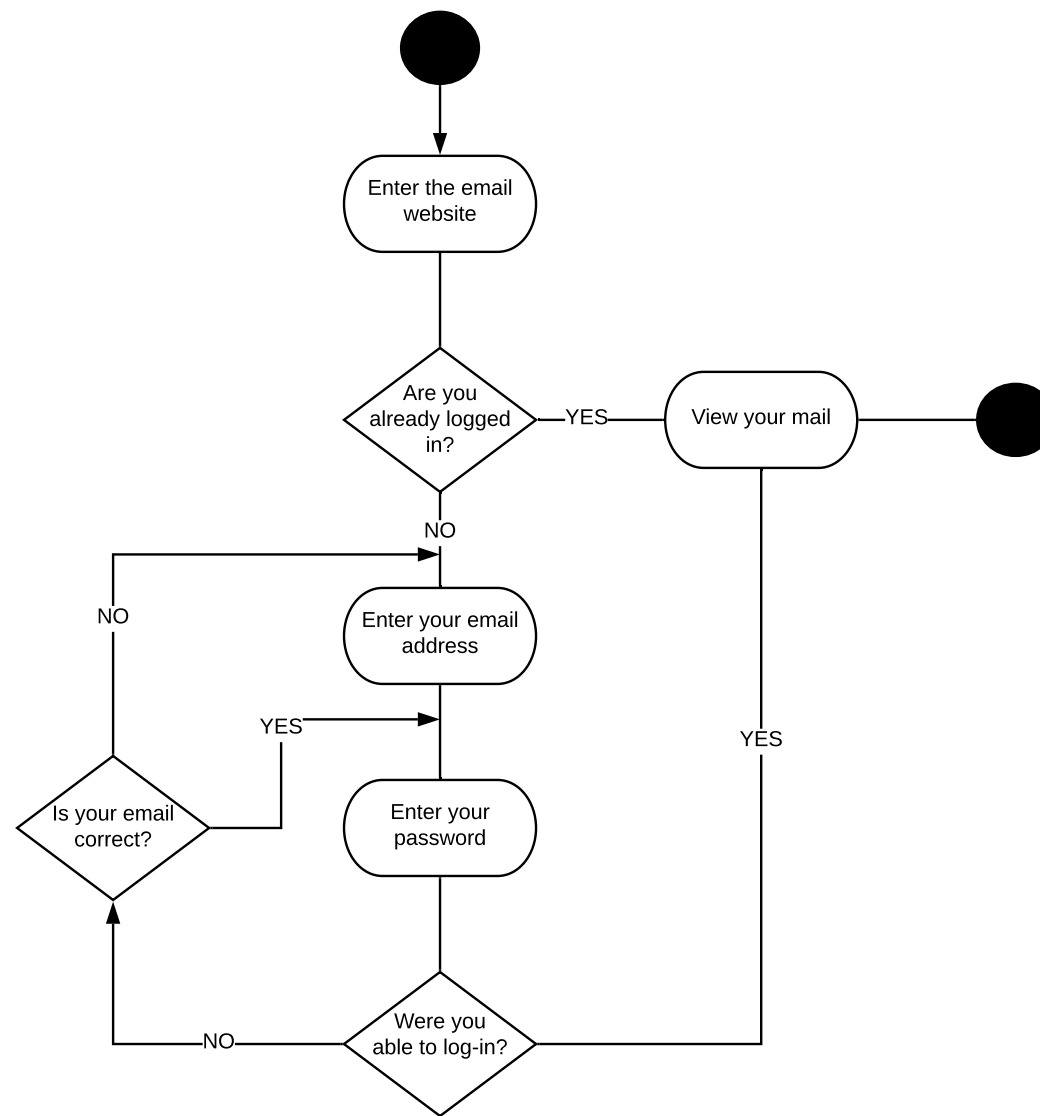 Enter the email
website
Are you
already logged
in?
YES
View your mail
NO
NO
Enter your email
address
YES
YES
Is your email
correct?
Enter your
password
Were you
able to log-in?
NO